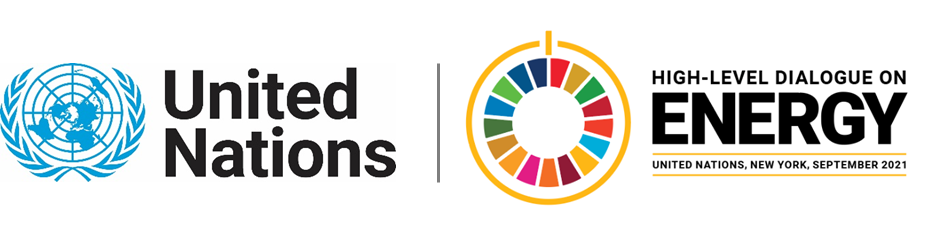 United
Nations
HIGH-LEVEL DIALOGUE ON
ENERGY
UNITED NATIONS, NEW YORK, SEPTEMBER 2021